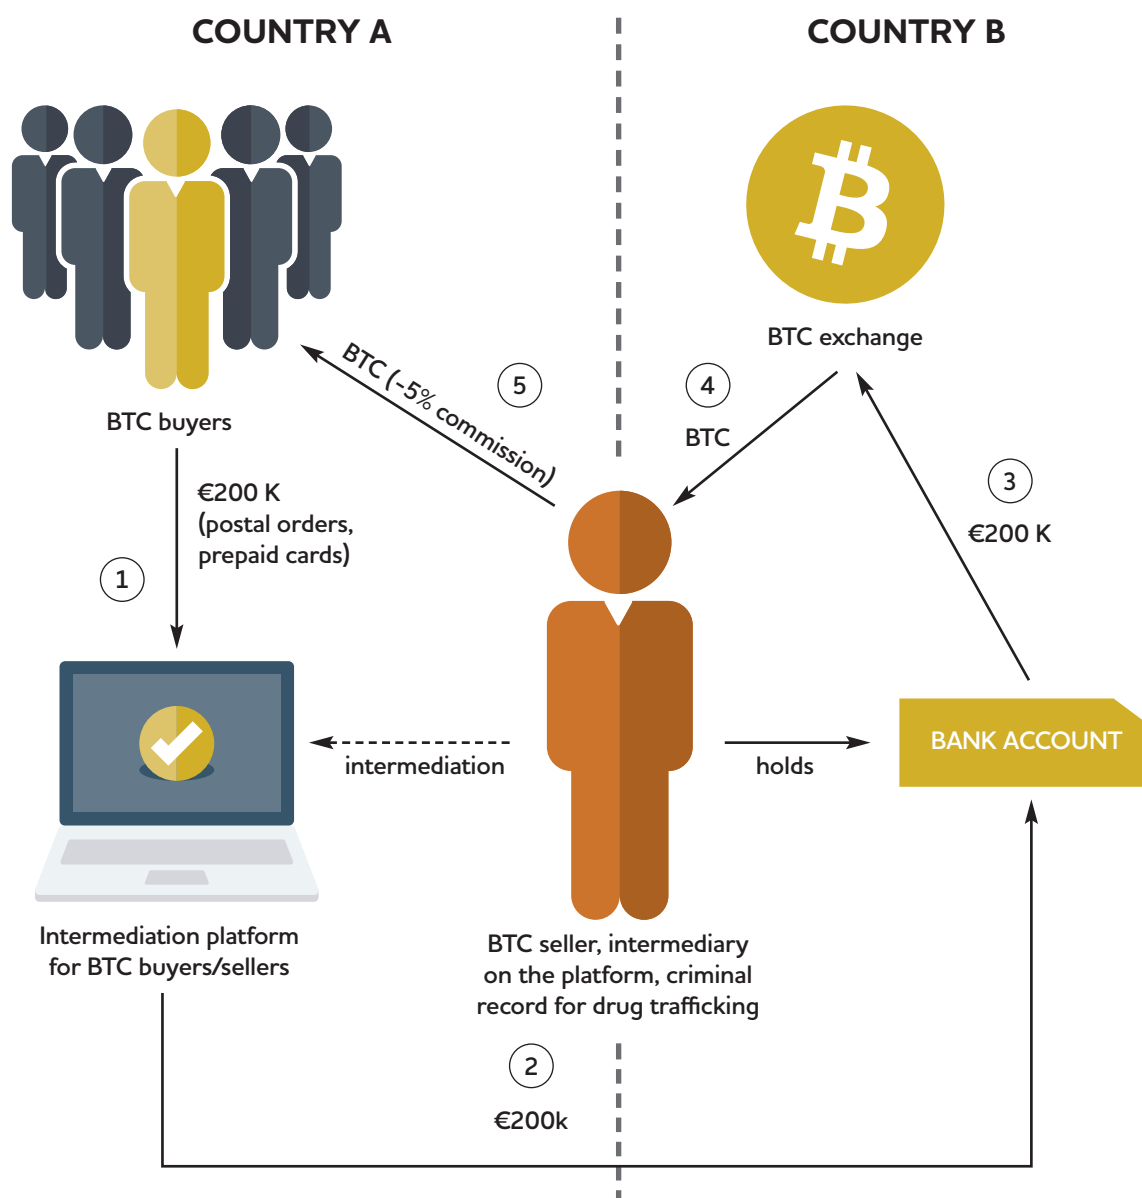 COUNTRY A
COUNTRY B
BTC buyers
BTC exchange
BTC (-5% commission)
5
4
BTC
3
€200 K
€200 K
(postal orders,
prepaid cards)
1
intermediation
holds
BANK ACCOUNT
Intermediation platform
for BTC buyers/sellers
BTC seller, intermediary
on the platform, criminal
record for drug trafficking
2
€200k